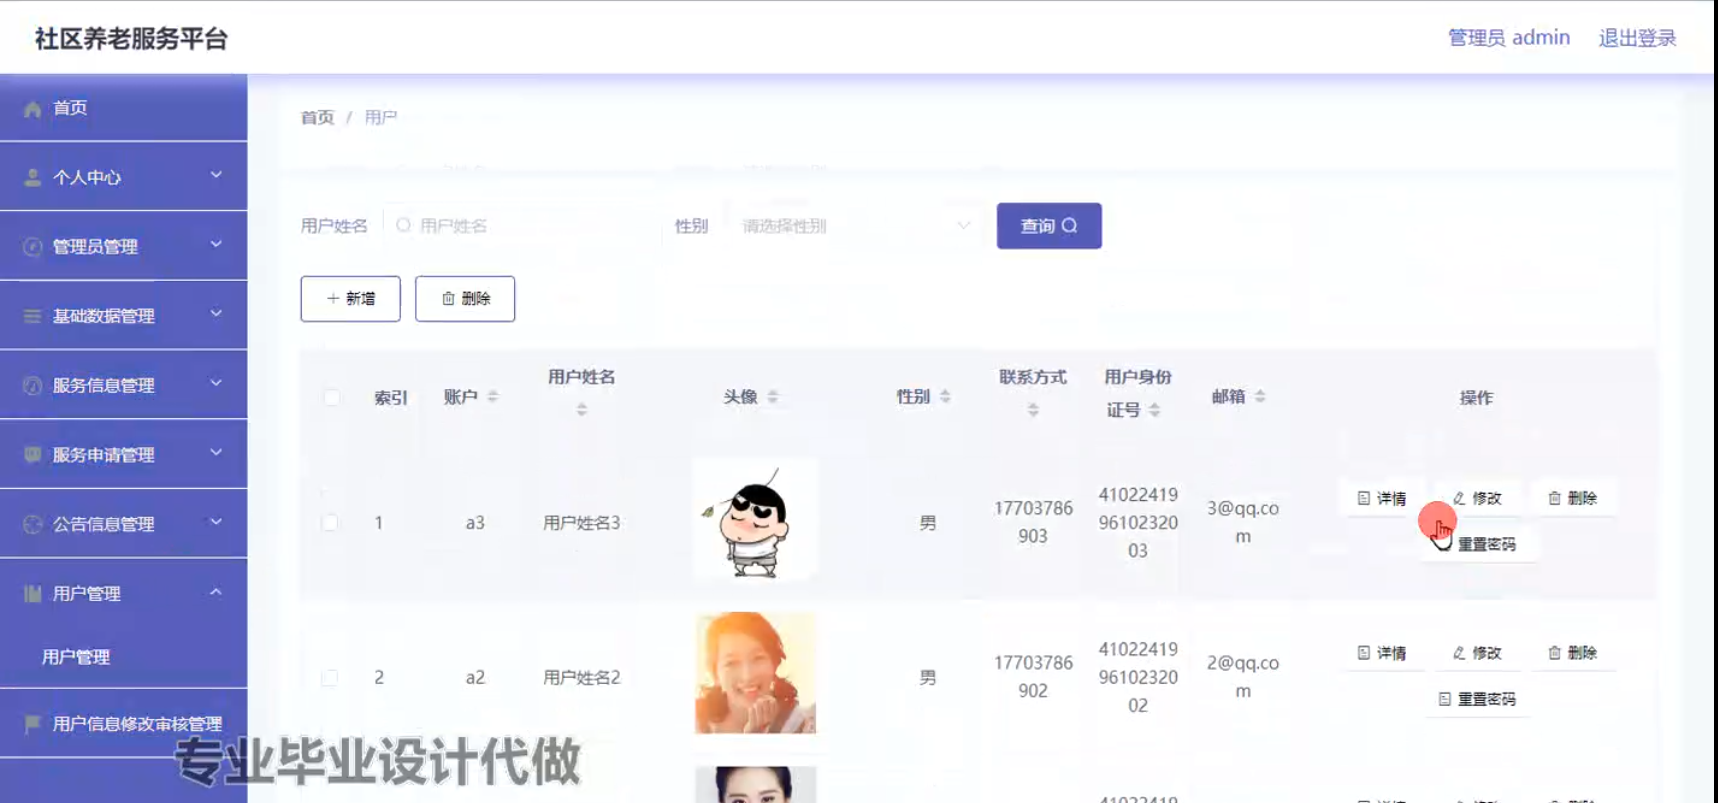 社区养老服务平台
管理员 admin 退出登录
首页
个人中心
管理员管理
基础数据管理
服务信息管理
服务申请管理
公告信息管理
用户管理
用户管理
用户信息修改审核管理
首页 / 用户
用户姓名 用户姓名 性别 请选择性别 查询
新增 删除
索引 账户 用户姓名 头像 性别 联系方式 用户身份证号 邮箱 操作
1 a3 用户姓名3 男 17703786903 410224199610232003 3@qq.com 详情 修改 删除
重置密码
2 a2 用户姓名2 男 17703786902 410224199610232002 2@qq.com 详情 修改 删除
重置密码
专业毕业设计代做